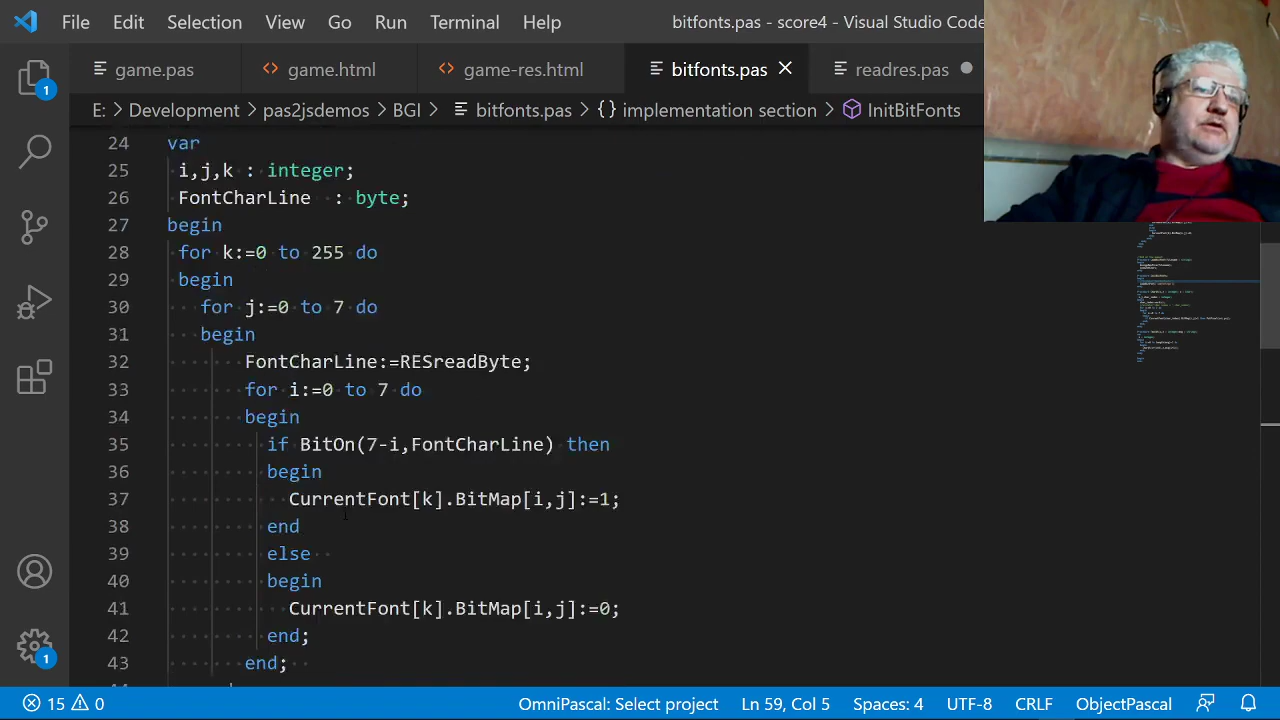 File Edit Selection View Go Run Terminal Help bitfonts.pas - score4 - Visual Studio Code
game.pas game.html game-res.html bitfonts.pas readres.pas
E: > Development > pas2jsdemos > BGI > bitfonts.pas > {} implementation section > InitBitFonts
24 var
25 i,j,k : integer;
26 FontCharLine : byte;
27 begin
28 for k:=0 to 255 do
29 begin
30 for j:=0 to 7 do
31 begin
32 FontCharLine:=RESreadByte;
33 for i:=0 to 7 do
34 begin
35 if BitOn(7-i,FontCharLine) then
36 begin
37 CurrentFont[k].BitMap[i,j]:=1;
38 end
39 else
40 begin
41 CurrentFont[k].BitMap[i,j]:=0;
42 end;
43 end;
1
1
15 0 OmniPascal: Select project Ln 59, Col 5 Spaces: 4 UTF-8 CRLF ObjectPascal